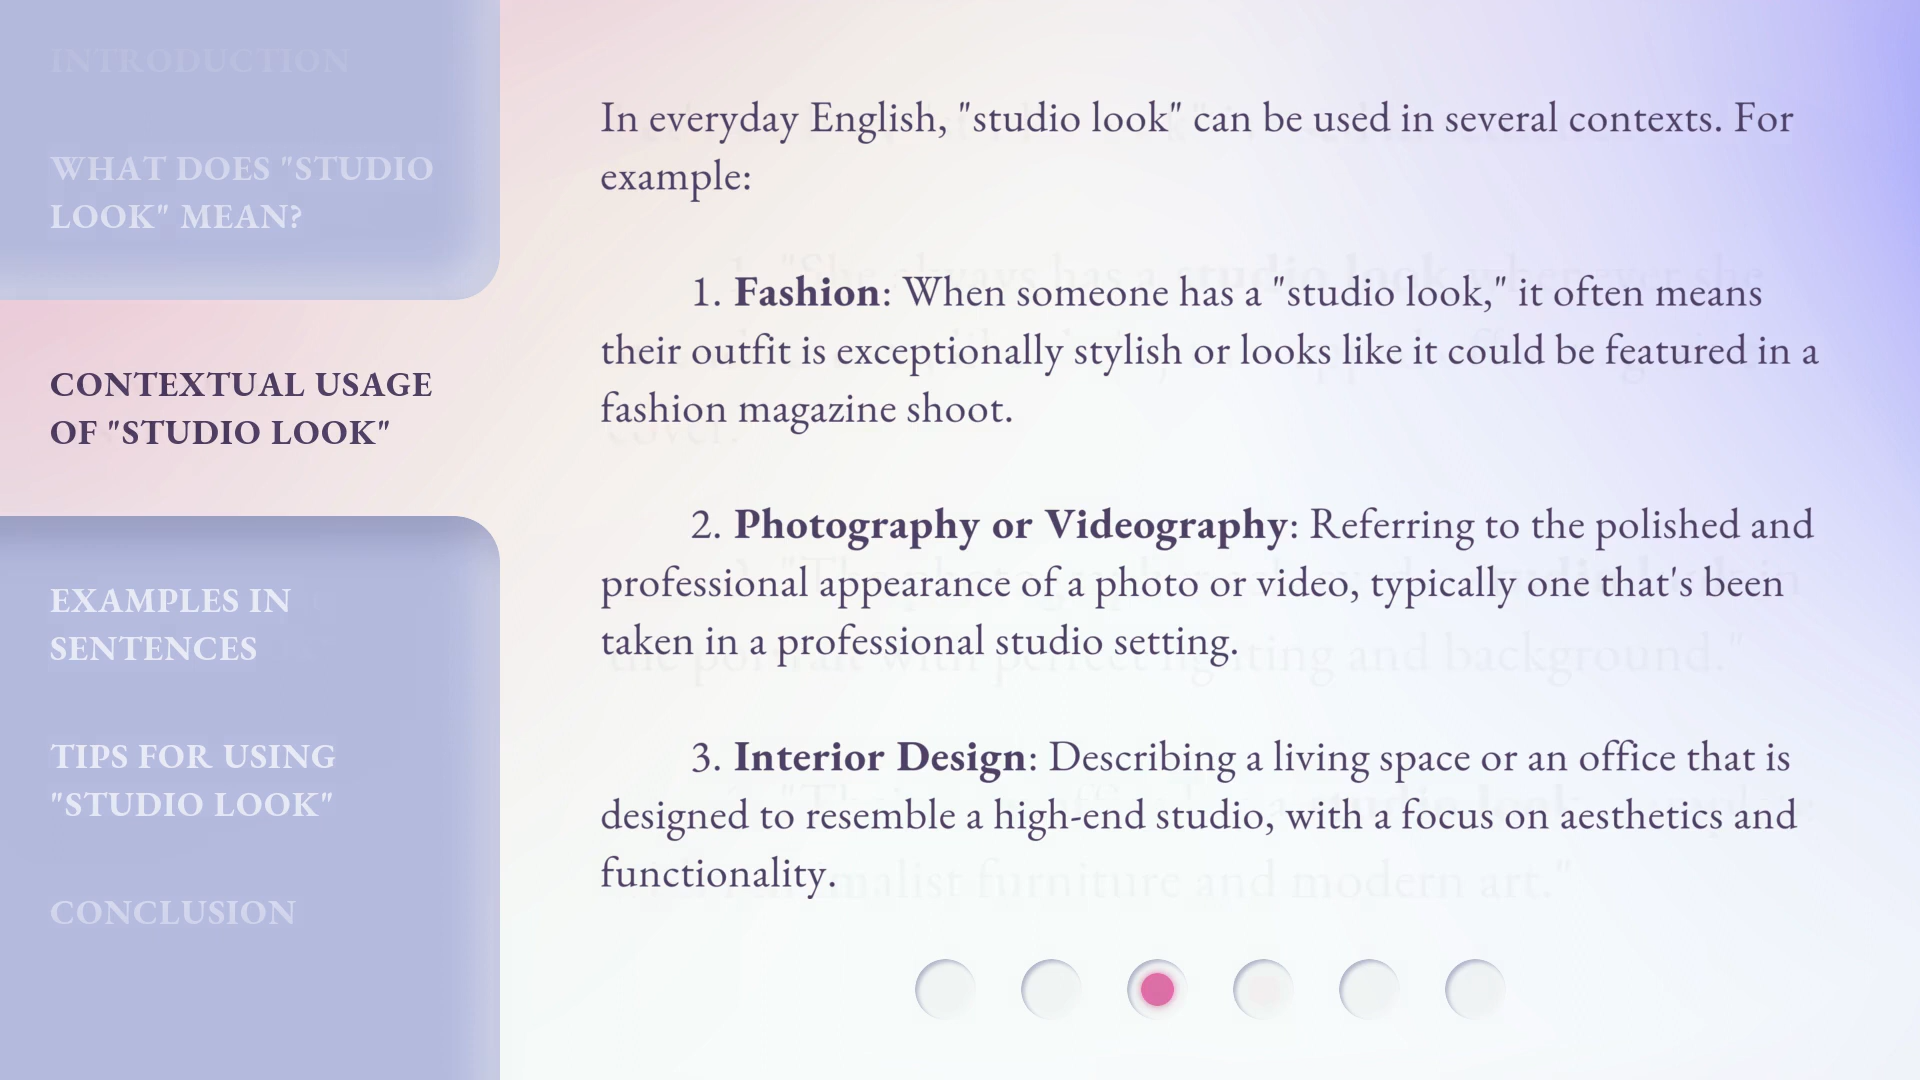 INTRODUCTION
WHAT DOES "STUDIO
LOOK" MEAN?
CONTEXTUAL USAGE
OF "STUDIO LOOK"
EXAMPLES IN
SENTENCES
TIPS FOR USING
"STUDIO LOOK"
CONCLUSION
In everyday English, "studio look" can be used in several contexts. For
example:
1. Fashion: When someone has a "studio look," it often means
their outfit is exceptionally stylish or looks like it could be featured in a
fashion magazine shoot.
2. Photography or Videography: Referring to the polished and
professional appearance of a photo or video, typically one that's been
taken in a professional studio setting.
3. Interior Design: Describing a living space or an office that is
designed to resemble a high-end studio, with a focus on aesthetics and
functionality.